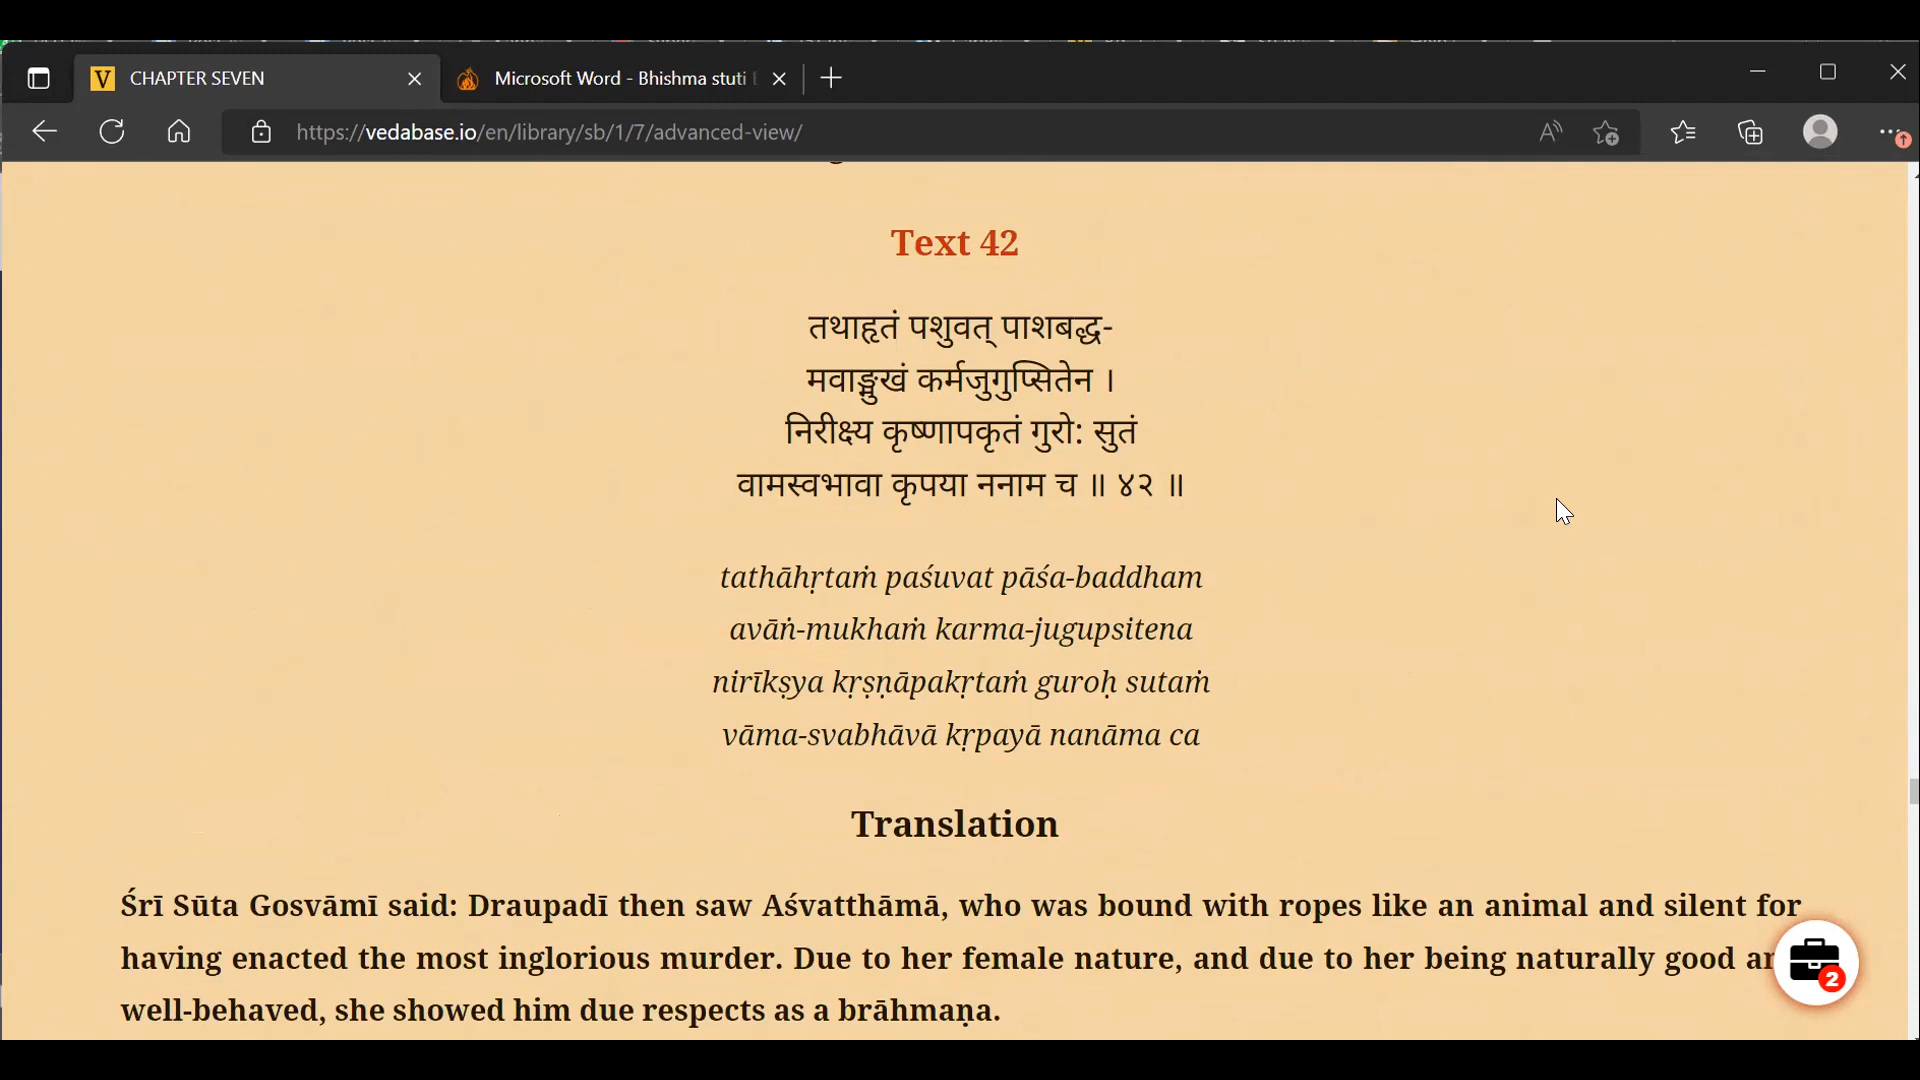 CHAPTER SEVEN
Microsoft Word - Bhishma stuti
https://vedabase.io/en/library/sb/1/7/advanced-view/
Text 42
तथाहृतं पशुवत् पाशबद्ध-
मवाङ्मुखं कर्मजुगुप्सितेन ।
निरीक्ष्य कृष्णापकृतं गुरो: सुतं
वामस्वभावा कृपया ननाम च ॥ ४२ ॥
tathāhṛtaṁ paśuvat pāśa-baddham
avāṅ-mukhaṁ karma-jugupsitena
nirīkṣya kṛṣṇāpakṛtaṁ guroḥ sutaṁ
vāma-svabhāvā kṛpayā nanāma ca
Translation
Śrī Sūta Gosvāmī said: Draupadī then saw Aśvatthāmā, who was bound with ropes like an animal and silent for
having enacted the most inglorious murder. Due to her female nature, and due to her being naturally good an
well-behaved, she showed him due respects as a brāhmaṇa.
2